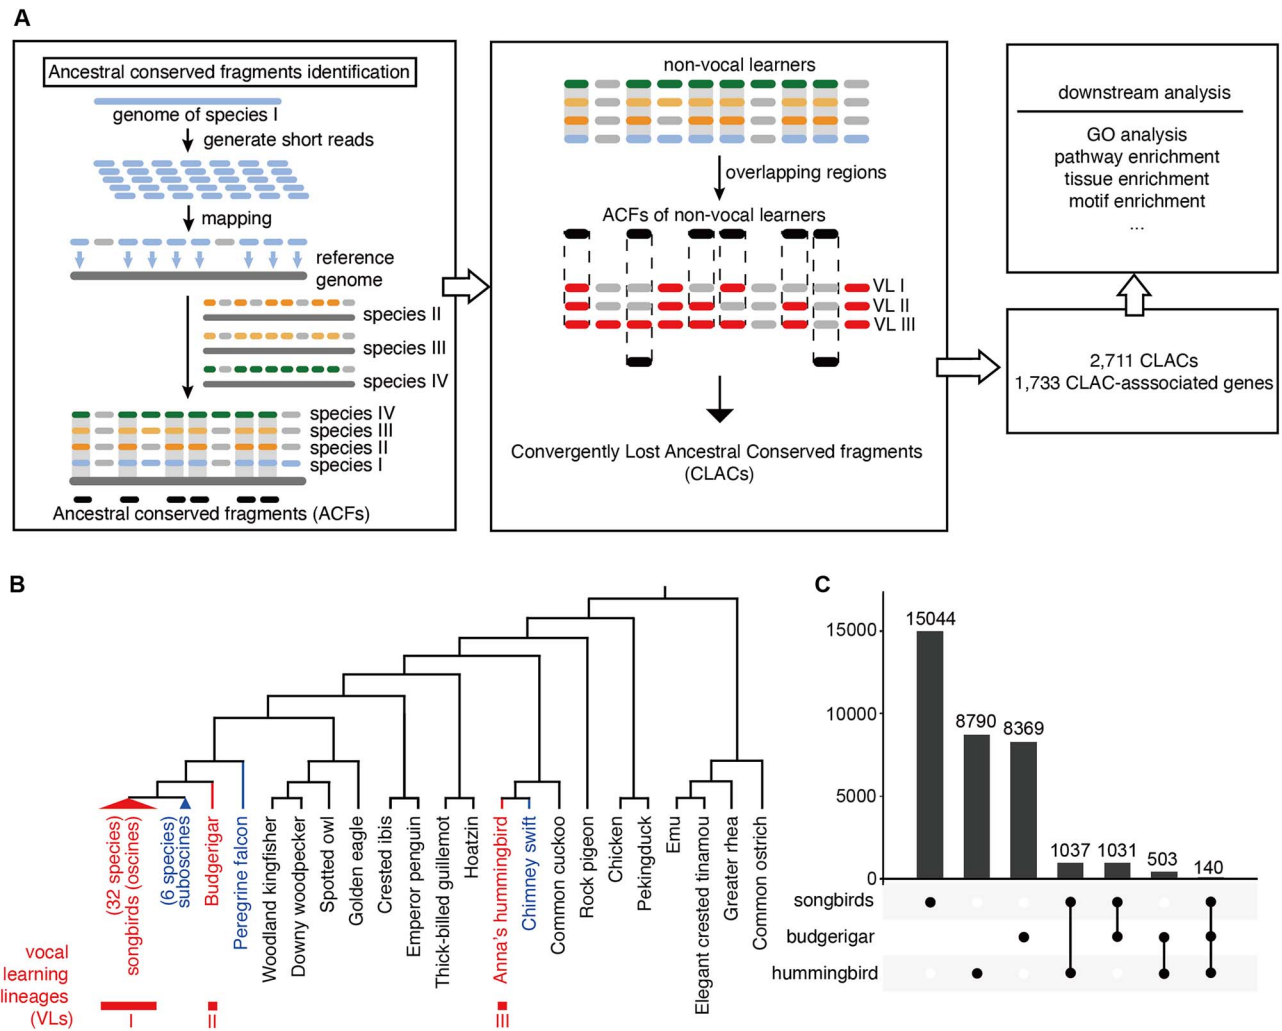 A
Ancestral conserved fragments identification
genome of species I
generate short reads
mapping
reference
genome
species II
species III
species IV
species IV
species III
species II
species I
Ancestral conserved fragments (ACFs)
non-vocal learners
overlapping regions
ACFs of non-vocal learners
VL I
VL II
VL III
Convergently Lost Ancestral Conserved fragments
(CLACs)
downstream analysis
GO analysis
pathway enrichment
tissue enrichment
motif enrichment
...
2,711 CLACs
1,733 CLAC-asssociated genes
B
(32 species)
songbirds (oscines)
(6 species)
suboscines
Budgerigar
Peregrine falcon
Woodland kingfisher
Downy woodpecker
Spotted owl
Golden eagle
Crested ibis
Emperor penguin
Thick-billed guillemot
Hoatzin
Anna's hummingbird
Chimney swift
Common cuckoo
Rock pigeon
Chicken
Pekingduck
Emu
Elegant crested tinamou
Greater rhea
Common ostrich
vocal
learning
lineages
(VLs)
I
II
III
C
15000
10000
5000
0
15044
8790
8369
1037
1031
503
140
songbirds
budgerigar
hummingbird